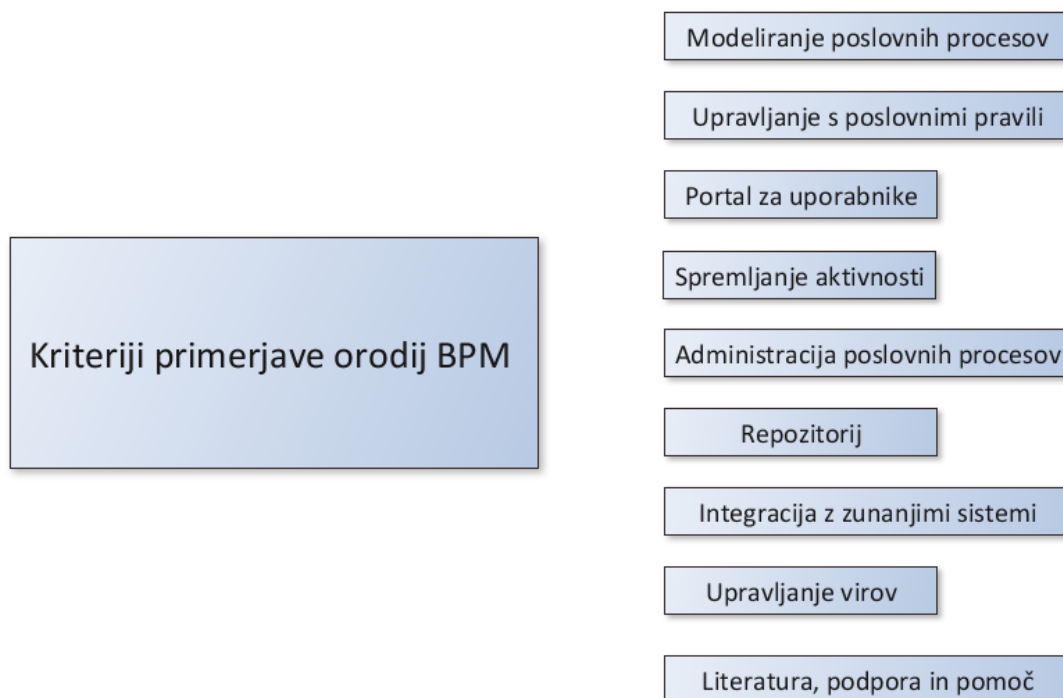 Modeliranje poslovnih procesov
Upravljanje s poslovnimi pravili
Portal za uporabnike
Spremljanje aktivnosti
Kriteriji primerjave orodij BPM
Administracija poslovnih procesov
Repozitorij
Integracija z zunanjimi sistemi
Upravljanje virov
Literatura, podpora in pomoč